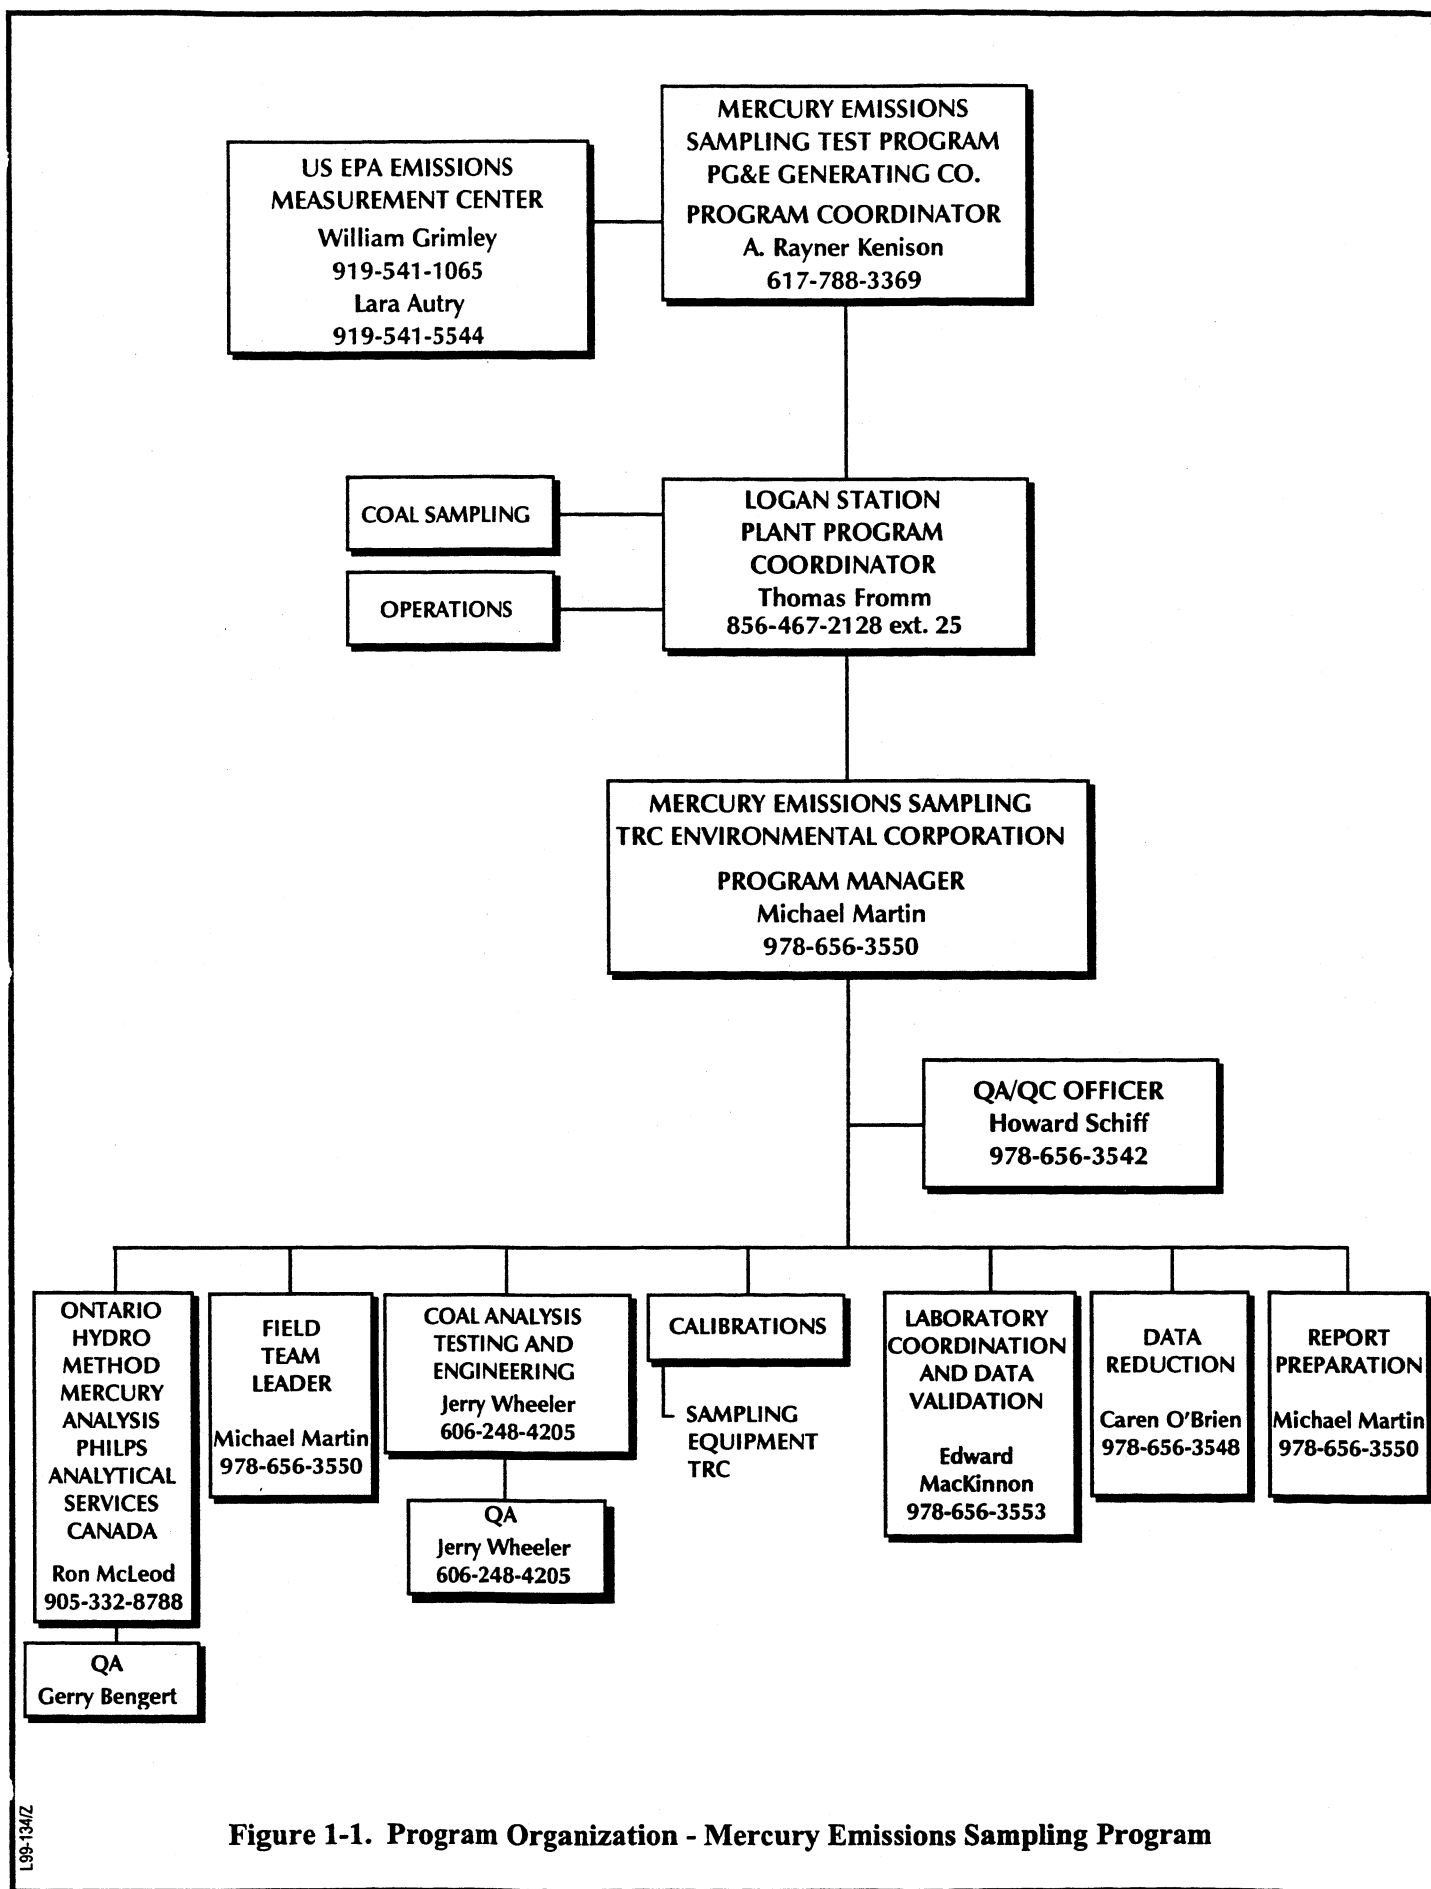 MERCURY EMISSIONS
SAMPLING TEST PROGRAM
PG&E GENERATING CO.
PROGRAM COORDINATOR
A. Rayner Kenison
617-788-3369
US EPA EMISSIONS
MEASUREMENT CENTER
William Grimley
919-541-1065
Lara Autry
919-541-5544
COAL SAMPLING
OPERATIONS
LOGAN STATION
PLANT PROGRAM
COORDINATOR
Thomas Fromm
856-467-2128 ext. 25
MERCURY EMISSIONS SAMPLING
TRC ENVIRONMENTAL CORPORATION
PROGRAM MANAGER
Michael Martin
978-656-3550
QA/QC OFFICER
Howard Schiff
978-656-3542
ONTARIO
HYDRO
METHOD
MERCURY
ANALYSIS
PHILPS
ANALYTICAL
SERVICES
CANADA
Ron McLeod
905-332-8788
QA
Gerry Bengert
FIELD
TEAM
LEADER
Michael Martin
978-656-3550
COAL ANALYSIS
TESTING AND
ENGINEERING
Jerry Wheeler
606-248-4205
QA
Jerry Wheeler
606-248-4205
CALIBRATIONS
SAMPLING
EQUIPMENT
TRC
LABORATORY
COORDINATION
AND DATA
VALIDATION
Edward
MacKinnon
978-656-3553
DATA
REDUCTION
Caren O'Brien
978-656-3548
REPORT
PREPARATION
Michael Martin
978-656-3550
L99-134/Z
Figure 1-1. Program Organization - Mercury Emissions Sampling Program